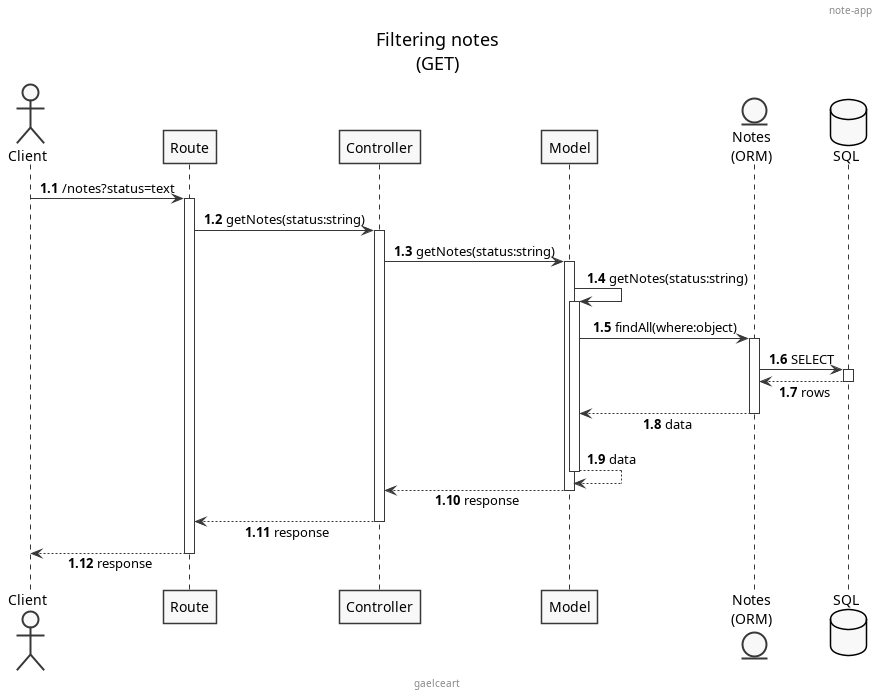 note-app
Filtering notes
(GET)
Client
Route
Controller
Model
Notes
(ORM)
SQL
1.1 /notes?status=text
1.2 getNotes(status:string)
1.3 getNotes(status:string)
1.4 getNotes(status:string)
1.5 findAll(where:object)
1.6 SELECT
1.7 rows
1.8 data
1.9 data
1.10 response
1.11 response
1.12 response
Client
Route
Controller
Model
Notes
(ORM)
SQL
gaelceart